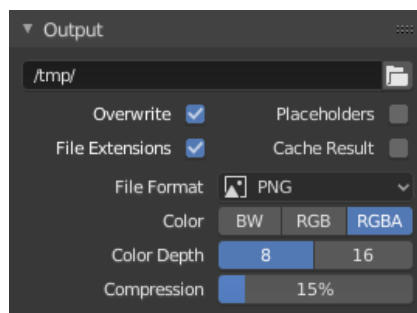 Output
/tmp/
Overwrite Placeholders
File Extensions Cache Result
File Format PNG
Color BW RGB RGBA
Color Depth 8 16
Compression 15%